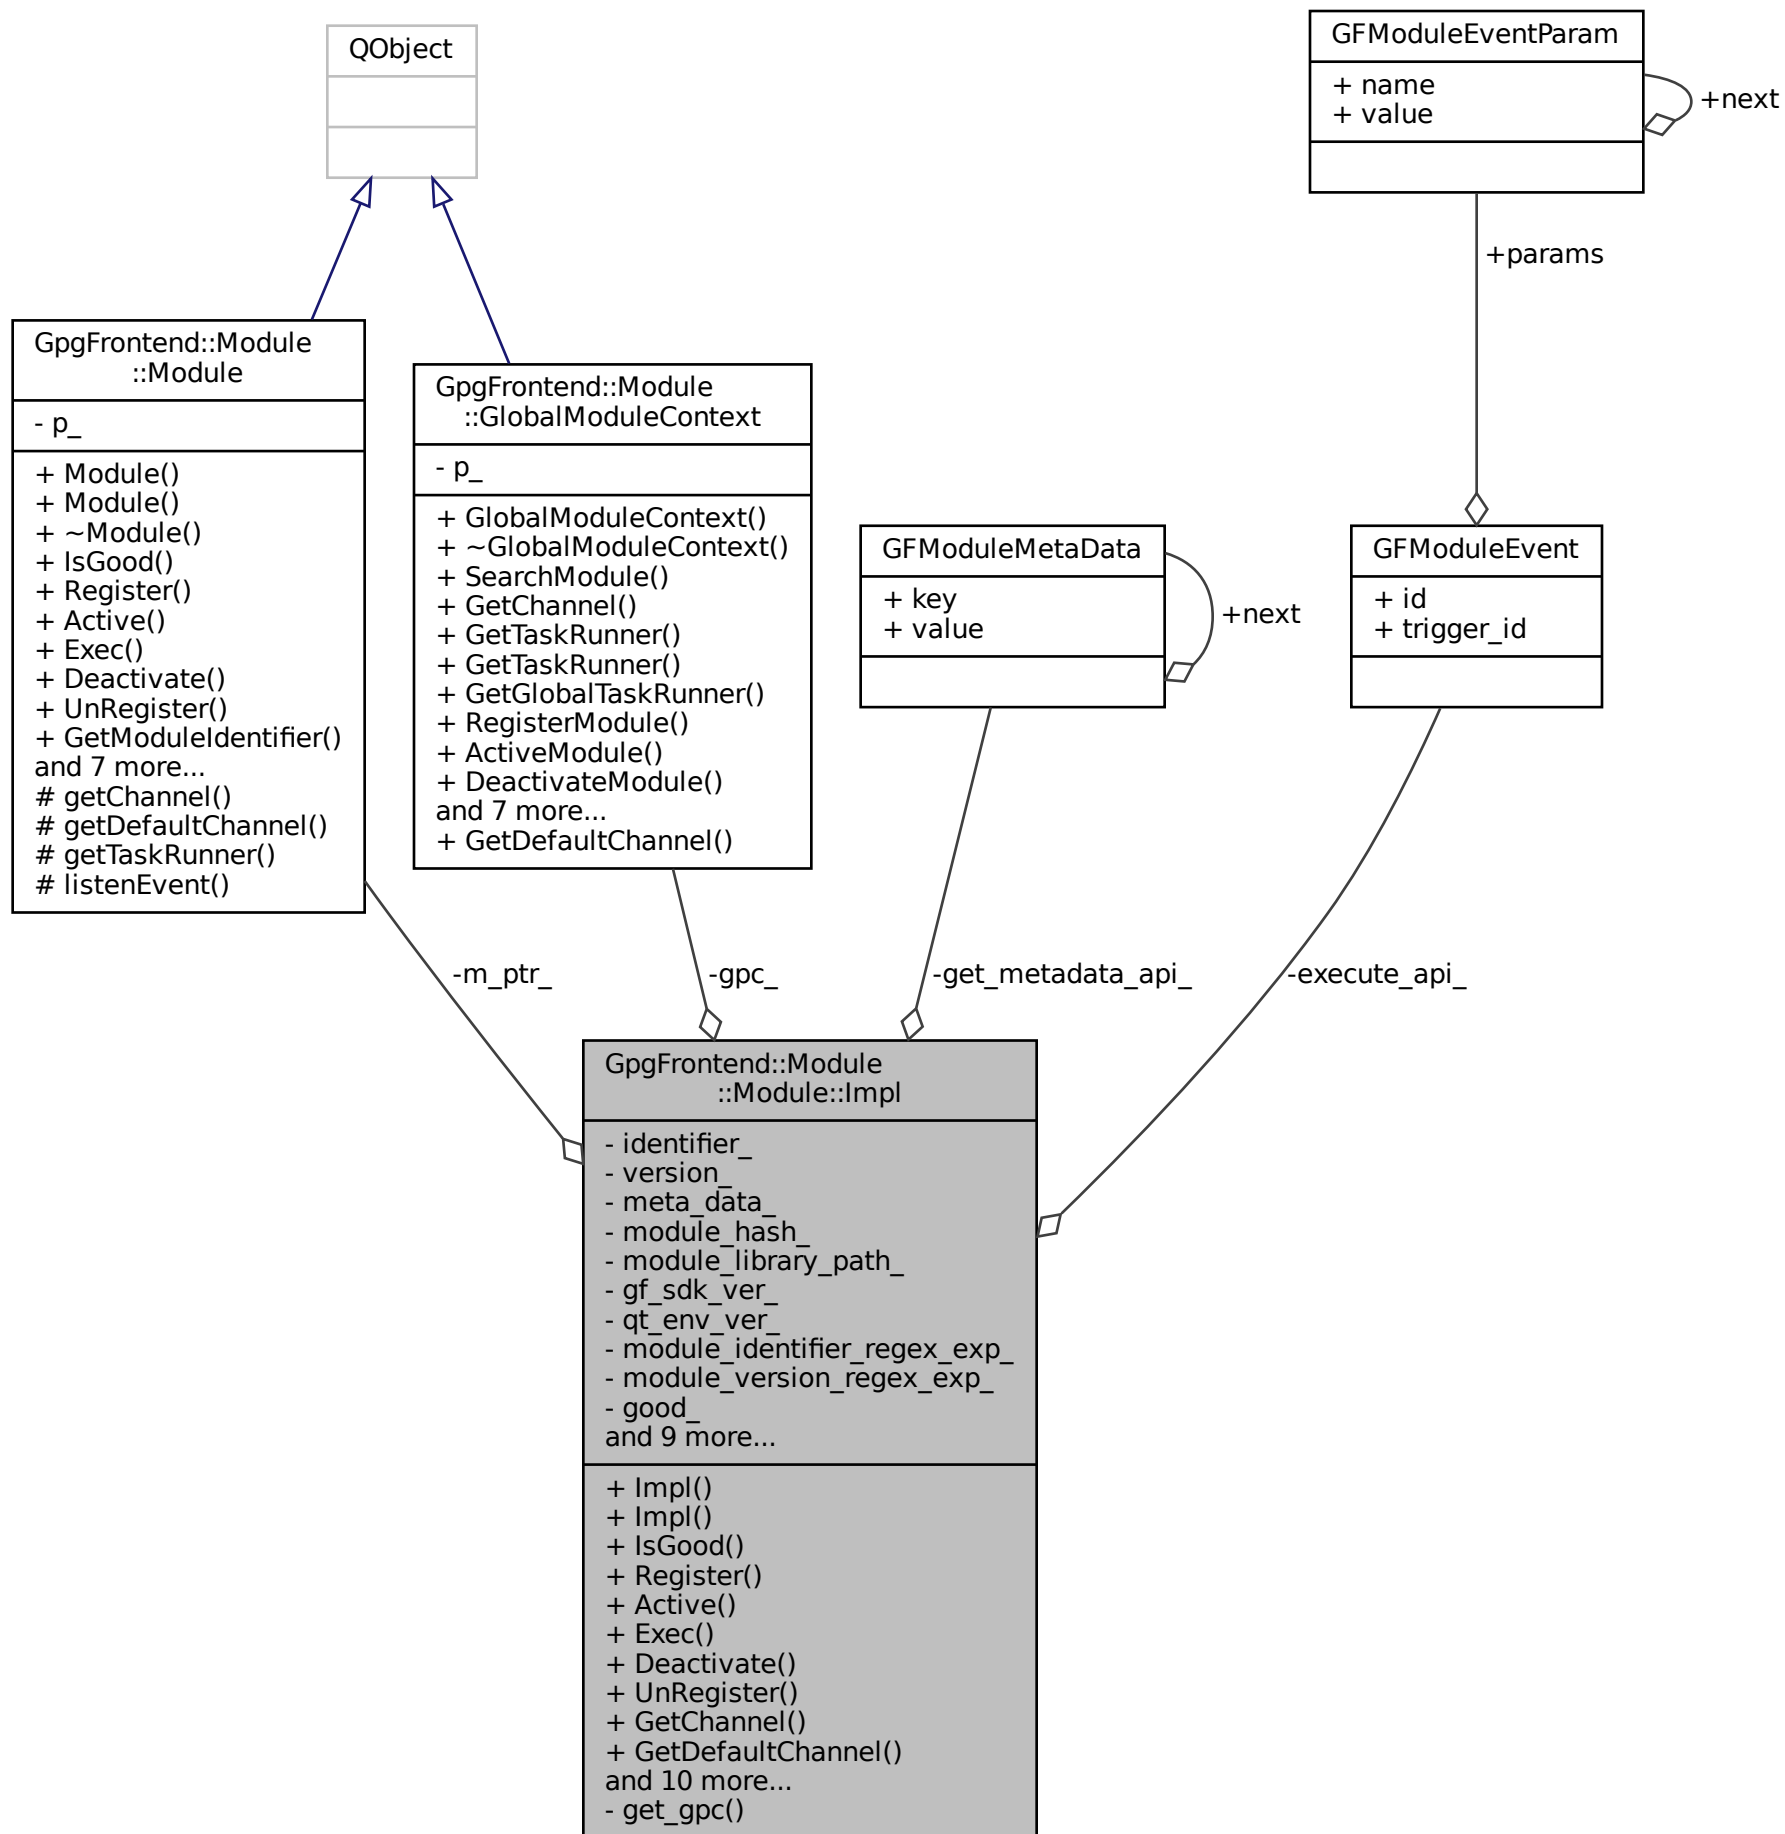 QObject
GFModuleEventParam
+ name
+ value
+next
+params
GpgFrontend::Module
::Module
- p_
+ Module()
+ Module()
+ ~Module()
+ IsGood()
+ Register()
+ Active()
+ Exec()
+ Deactivate()
+ UnRegister()
+ GetModuleIdentifier()
and 7 more...
# getChannel()
# getDefaultChannel()
# getTaskRunner()
# listenEvent()
GpgFrontend::Module
::GlobalModuleContext
- p_
+ GlobalModuleContext()
+ ~GlobalModuleContext()
+ SearchModule()
+ GetChannel()
+ GetTaskRunner()
+ GetTaskRunner()
+ GetGlobalTaskRunner()
+ RegisterModule()
+ ActiveModule()
+ DeactivateModule()
and 7 more...
+ GetDefaultChannel()
GFModuleMetaData
+ key
+ value
+next
GFModuleEvent
+ id
+ trigger_id
-m_ptr_
-gpc_
-get_metadata_api_
-execute_api_
GpgFrontend::Module
::Module::Impl
- identifier_
- version_
- meta_data_
- module_hash_
- module_library_path_
- gf_sdk_ver_
- qt_env_ver_
- module_identifier_regex_exp_
- module_version_regex_exp_
- good_
and 9 more...
+ Impl()
+ Impl()
+ IsGood()
+ Register()
+ Active()
+ Exec()
+ Deactivate()
+ UnRegister()
+ GetChannel()
+ GetDefaultChannel()
and 10 more...
- get_gpc()